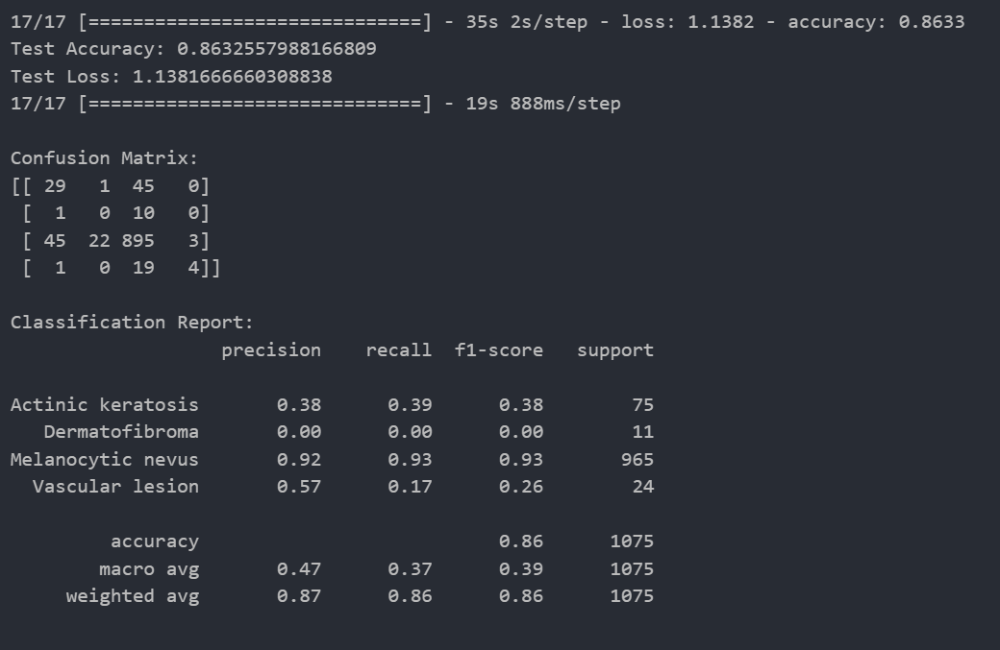 17/17 [==============================] - 35s 2s/step - loss: 1.1382 - accuracy: 0.8633
Test Accuracy: 0.8632557988166809
Test Loss: 1.1381666660308838
17/17 [==============================] - 19s 888ms/step
Confusion Matrix:
[[ 29   1  45   0]
 [  1   0  10   0]
 [ 45  22 895   3]
 [  1   0  19   4]]
Classification Report:
                   precision    recall  f1-score   support
Actinic keratosis       0.38      0.39      0.38        75
   Dermatofibroma       0.00      0.00      0.00        11
Melanocytic nevus       0.92      0.93      0.93       965
  Vascular lesion       0.57      0.17      0.26        24
         accuracy                           0.86      1075
        macro avg       0.47      0.37      0.39      1075
     weighted avg       0.87      0.86      0.86      1075